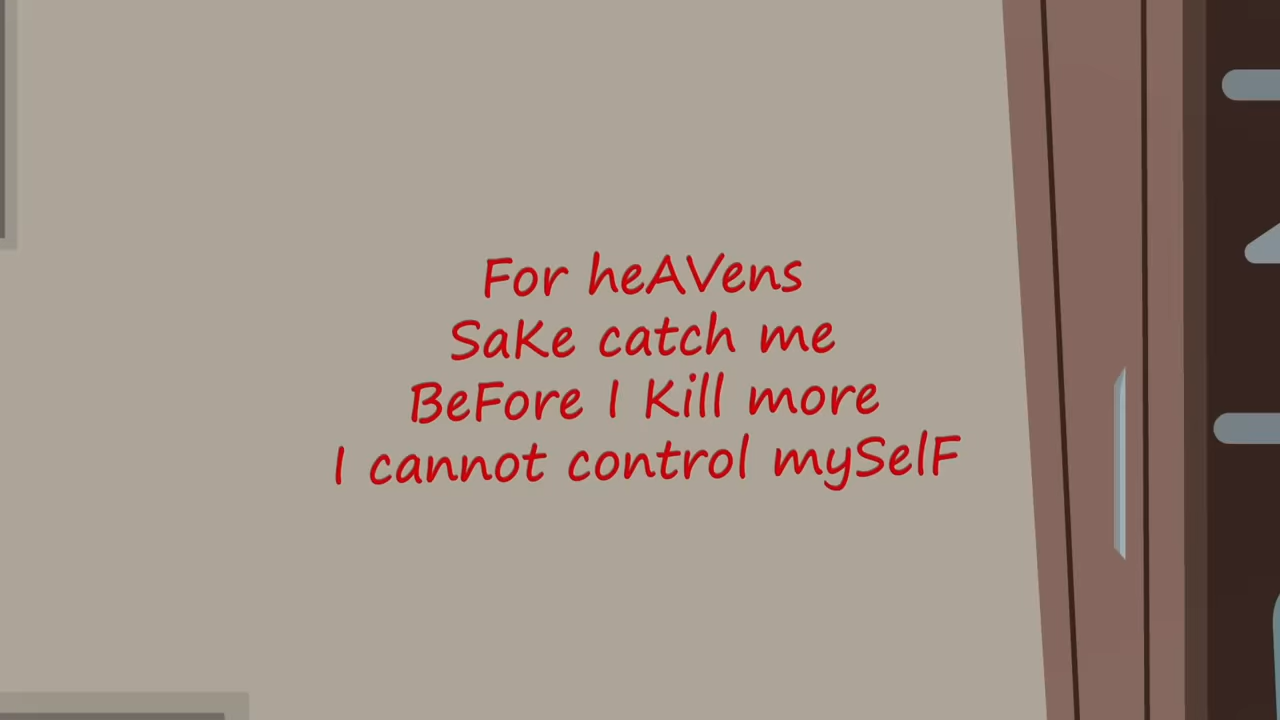 For heAVens
SaKe catch me
BeFore I Kill more
I cannot control mySelF